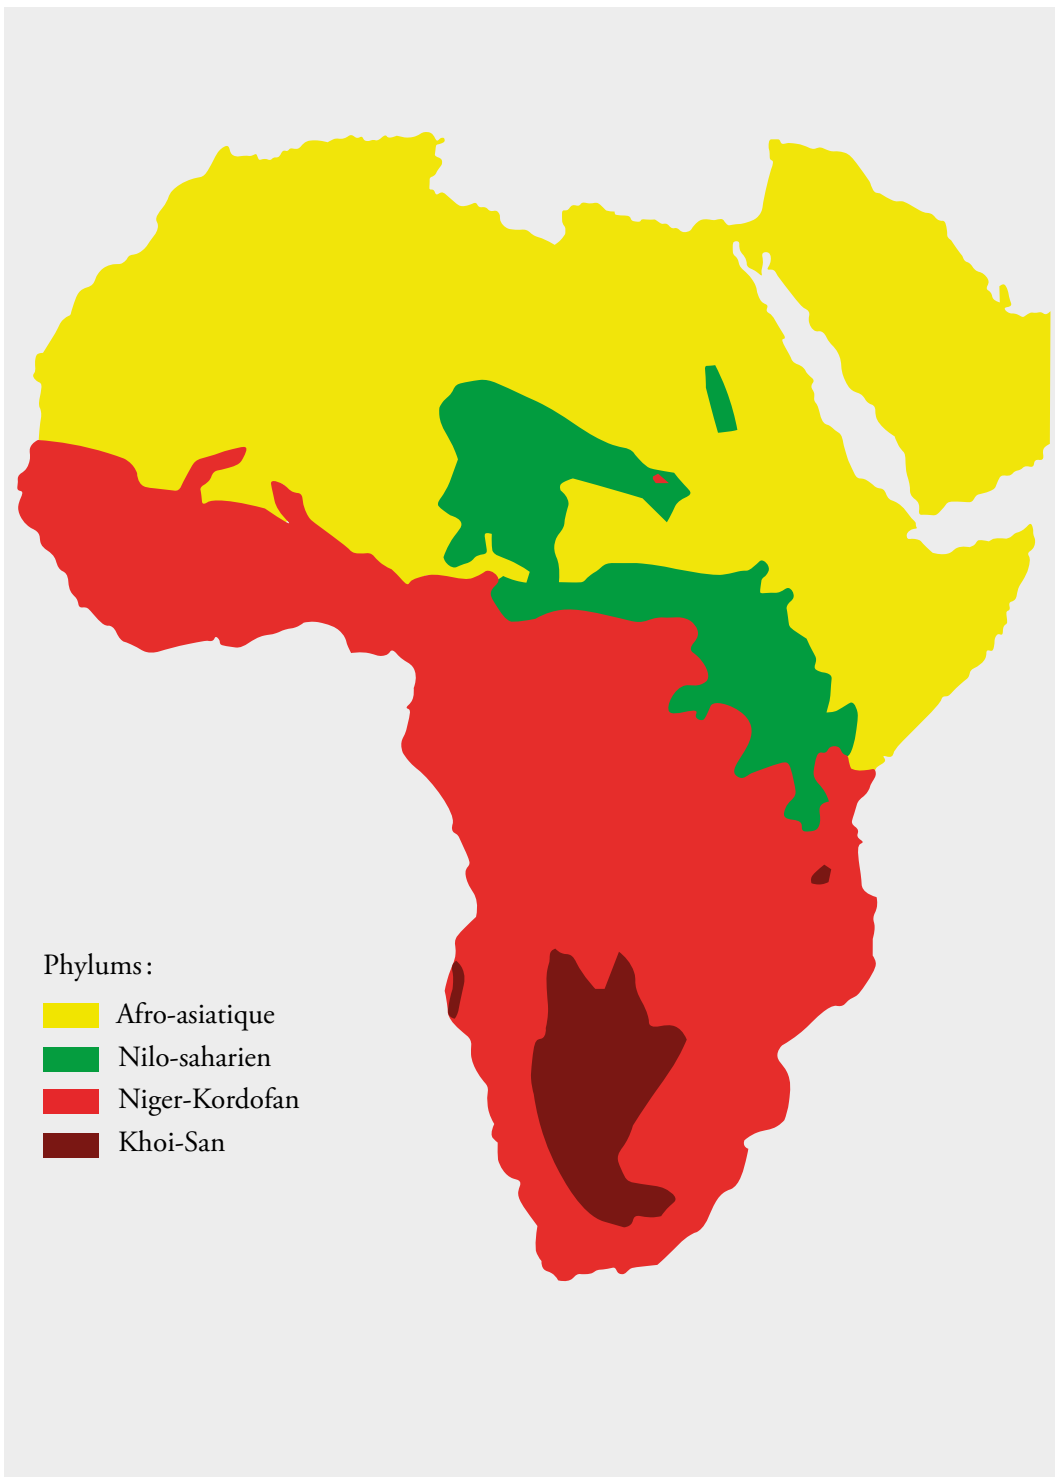 Phylums :
Afro-asiatique
Nilo-saharien
Niger-Kordofan
Khoi-San